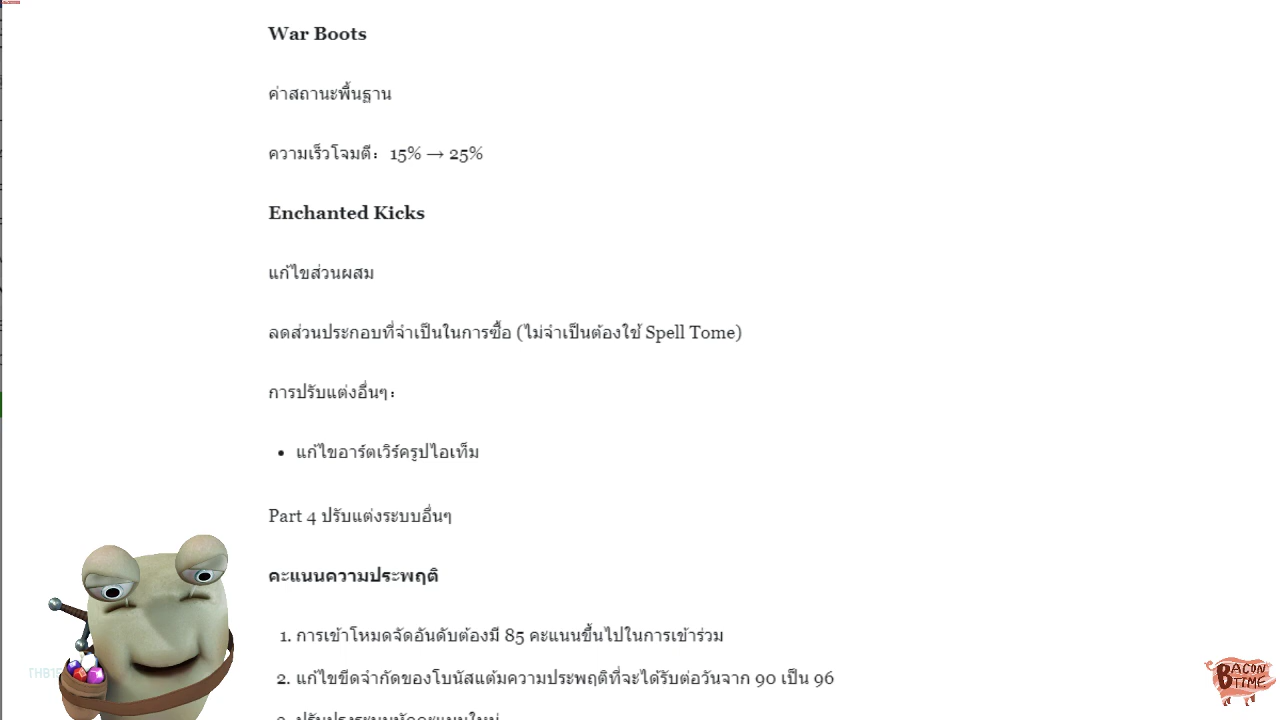 War Boots
ค่าสถานะพื้นฐาน
ความเร็วโจมตี: 15% → 25%
Enchanted Kicks
แก้ไขส่วนผสม
ลดส่วนประกอบที่จำเป็นในการซื้อ (ไม่จำเป็นต้องใช้ Spell Tome)
การปรับแต่งอื่นๆ:
• แก้ไขอาร์ตเวิร์ครูปไอเท็ม
Part 4 ปรับแต่งระบบอื่นๆ
คะแนนความประพฤติ
1. การเข้าโหมดจัดอันดับต้องมี 85 คะแนนขึ้นไปในการเข้าร่วม
2. แก้ไขขีดจำกัดของโบนัสแต้มความประพฤติที่จะได้รับต่อวันจาก 90 เป็น 96
BACON
TIME